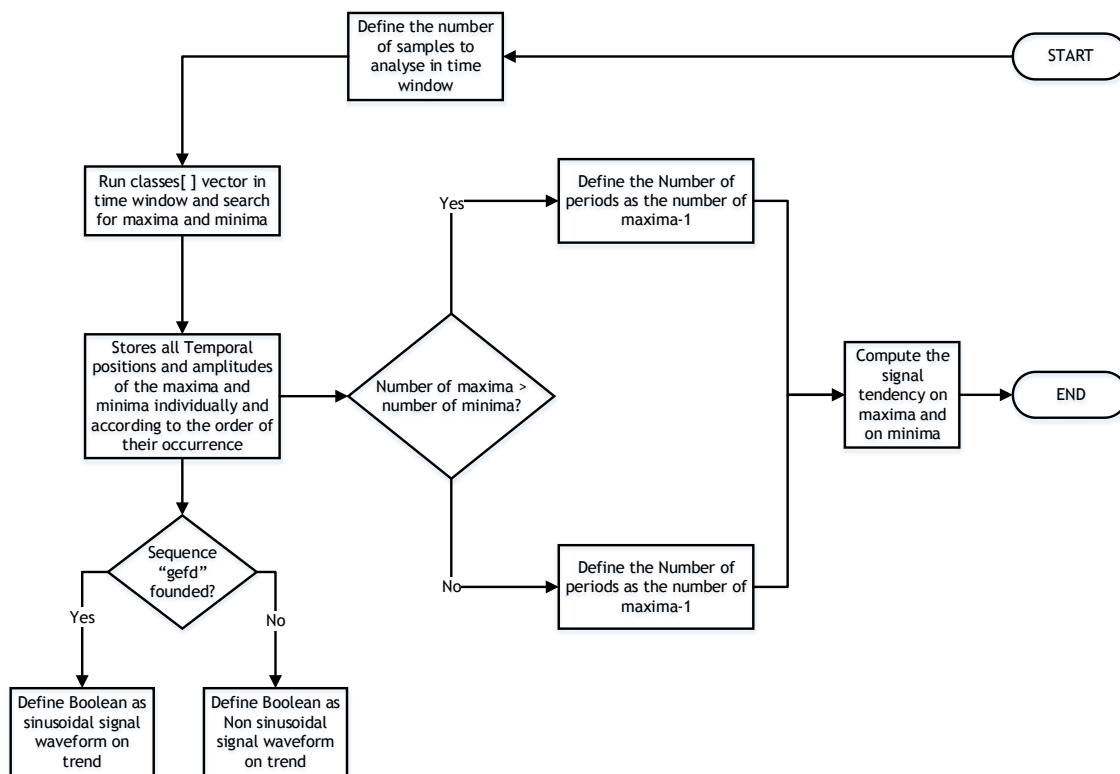 START
Define the number
of samples to
analyse in time
window
Run classes[ ] vector in
time window and search
for maxima and minima
Stores all Temporal
positions and amplitudes
of the maxima and
minima individually and
according to the order of
their occurrence
Number of maxima >
number of minima?
Yes
Define the Number of
periods as the number of
maxima-1
No
Define the Number of
periods as the number of
maxima-1
Compute the
signal
tendency on
maxima and
on minima
END
Sequence
“gefd”
founded?
Yes
No
Define Boolean as
sinusoidal signal
waveform on
trend
Define Boolean as
Non sinusoidal
signal waveform
on trend